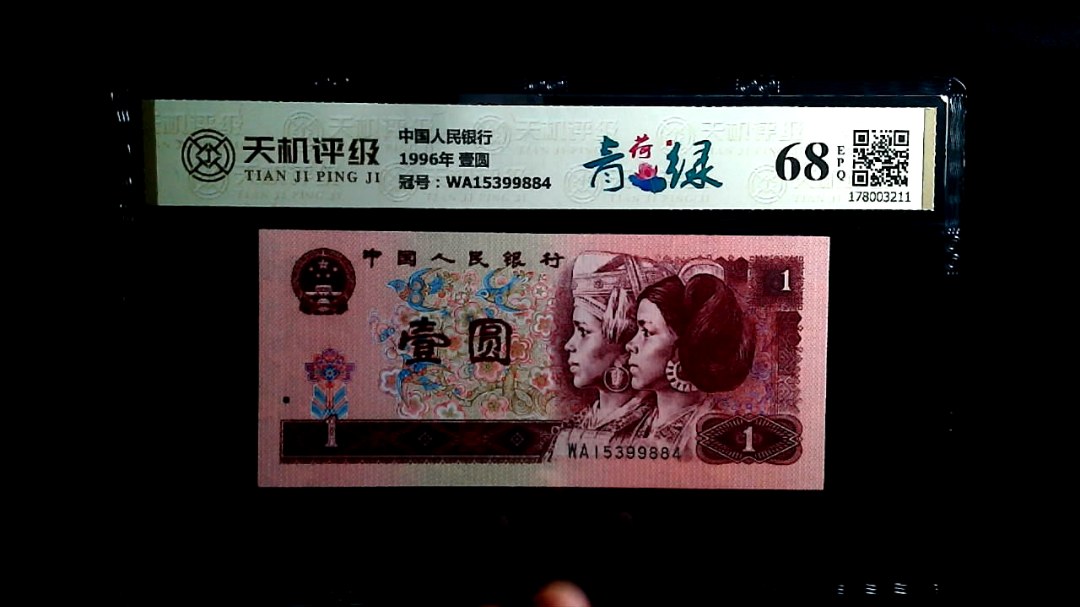 天机评级
TIAN JI PING JI
中国人民银行
1996年 壹圆
冠号：WA15399884
青荷绿
68
EPQ
178003211
中国人民银行
壹圆
1
1
WA15399884
1